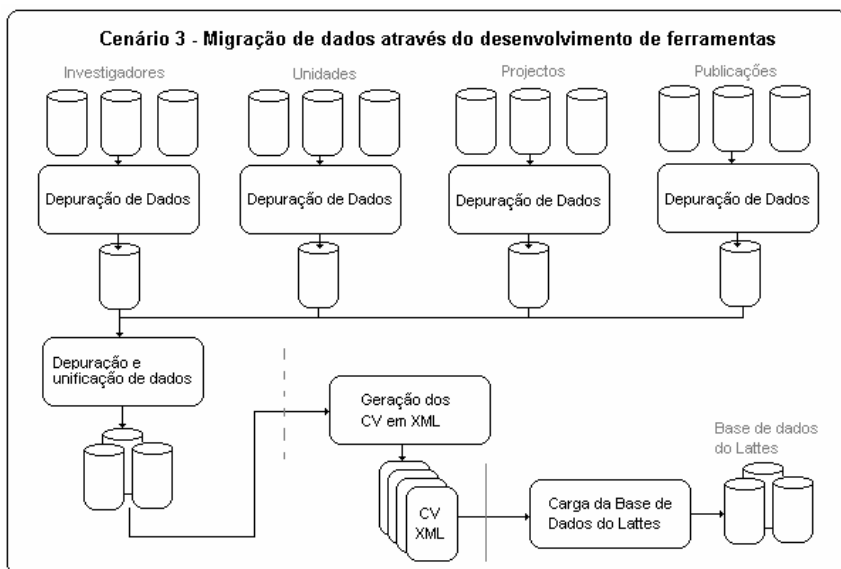 Cenário 3 - Migração de dados através do desenvolvimento de ferramentas
Investigadores
Unidades
Projectos
Publicações
Depuração de Dados
Depuração de Dados
Depuração de Dados
Depuração de Dados
Depuração e
unificação de dados
Geração dos
CV em XML
CV
XML
Carga da Base de
Dados do Lattes
Base de dados
do Lattes